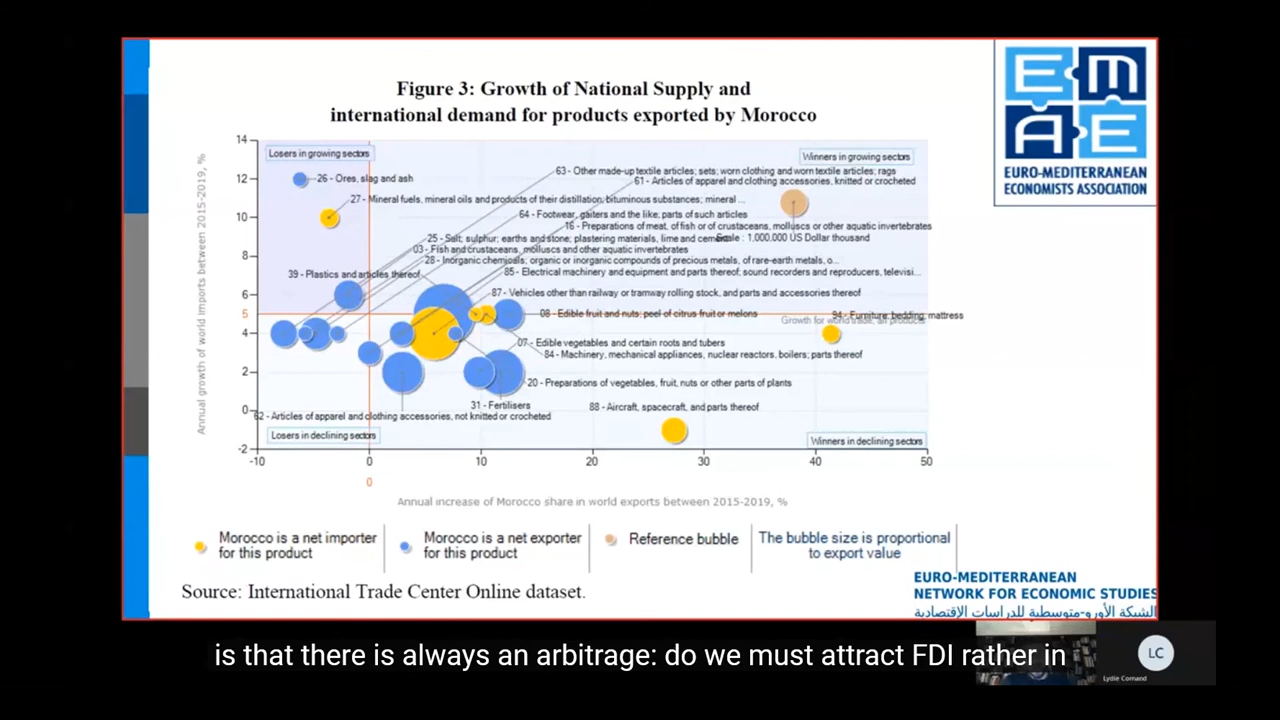 Figure 3: Growth of National Supply and
international demand for products exported by Morocco
EMAE
EURO-MEDITERRANEAN
ECONOMISTS ASSOCIATION
Annual growth of world imports between 2015-2019, %
14
12
10
8
6
5
4
2
0
-2
Losers in growing sectors
Winners in growing sectors
63 - Other made-up textile articles; sets; worn clothing and worn textile articles; rags
26 - Ores, slag and ash
61 - Articles of apparel and clothing accessories, knitted or crocheted
27 - Mineral fuels, mineral oils and products of their distillation; bituminous substances; mineral ...
64 - Footwear, gaiters and the like; parts of such articles
16 - Preparations of meat, of fish or of crustaceans, molluscs or other aquatic invertebrates
25 - Salt; sulphur; earths and stone; plastering materials, lime and cement
Scale : 1,000,000 US Dollar thousand
03 - Fish and crustaceans, molluscs and other aquatic invertebrates
28 - Inorganic chemicals; organic or inorganic compounds of precious metals, of rare-earth metals, o...
39 - Plastics and articles thereof
85 - Electrical machinery and equipment and parts thereof; sound recorders and reproducers, televisi...
87 - Vehicles other than railway or tramway rolling stock, and parts and accessories thereof
08 - Edible fruit and nuts; peel of citrus fruit or melons
94 - Furniture; bedding, mattress
Growth for world trade, all products
07 - Edible vegetables and certain roots and tubers
84 - Machinery, mechanical appliances, nuclear reactors, boilers; parts thereof
20 - Preparations of vegetables, fruit, nuts or other parts of plants
31 - Fertilisers
88 - Aircraft, spacecraft, and parts thereof
62 - Articles of apparel and clothing accessories, not knitted or crocheted
Losers in declining sectors
Winners in declining sectors
-10 0 10 20 30 40 50
0
Annual increase of Morocco share in world exports between 2015-2019, %
Morocco is a net importer
for this product
Morocco is a net exporter
for this product
Reference bubble
The bubble size is proportional
to export value
Source: International Trade Center Online dataset.
EURO-MEDITERRANEAN
NETWORK FOR ECONOMIC STUDIES
الشبكة الأورو-متوسطية للدراسات الإقتصادية
is that there is always an arbitrage: do we must attract FDI rather in
LC
Lydie Comand